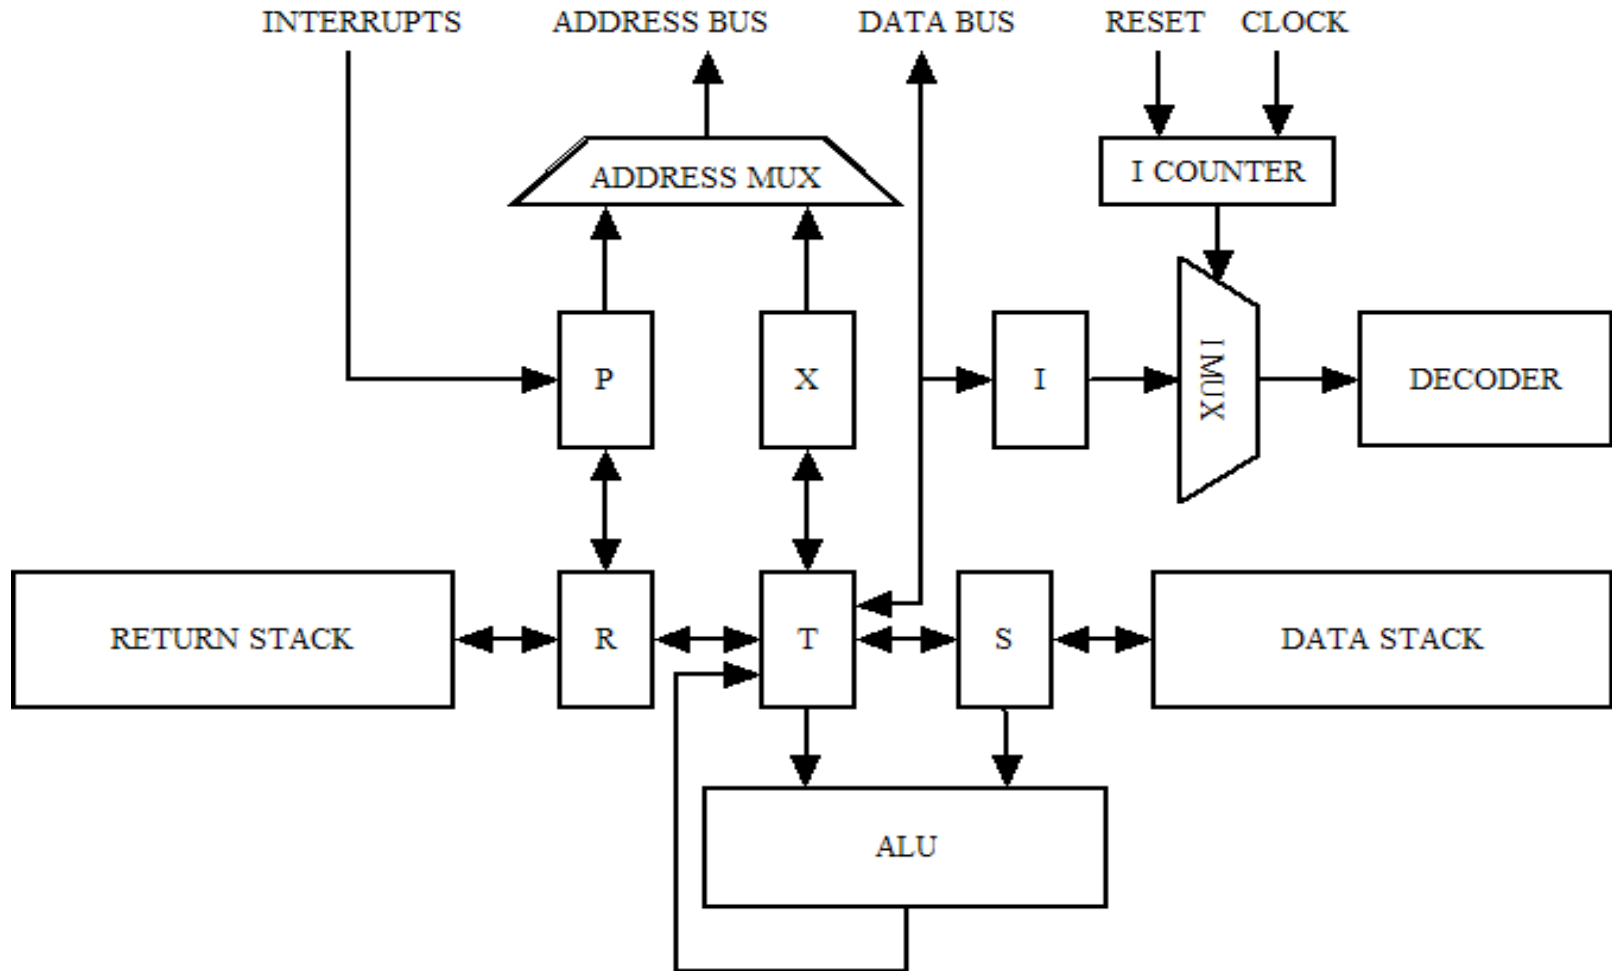 INTERRUPTS
ADDRESS BUS
DATA BUS
RESET
CLOCK
ADDRESS MUX
I COUNTER
P
X
I
I MUX
DECODER
RETURN STACK
R
T
S
DATA STACK
ALU